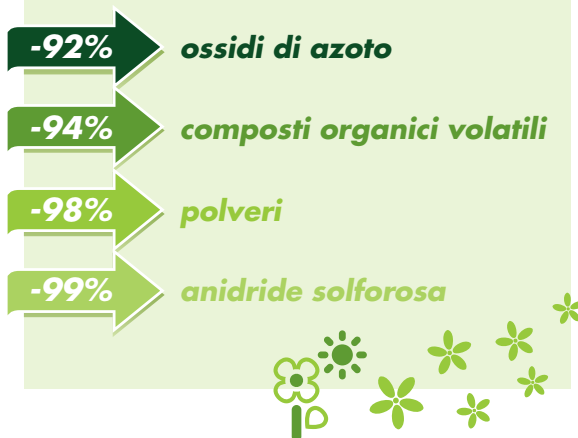 -92% ossidi di azoto
-94% composti organici volatili
-98% polveri
-99% anidride solforosa